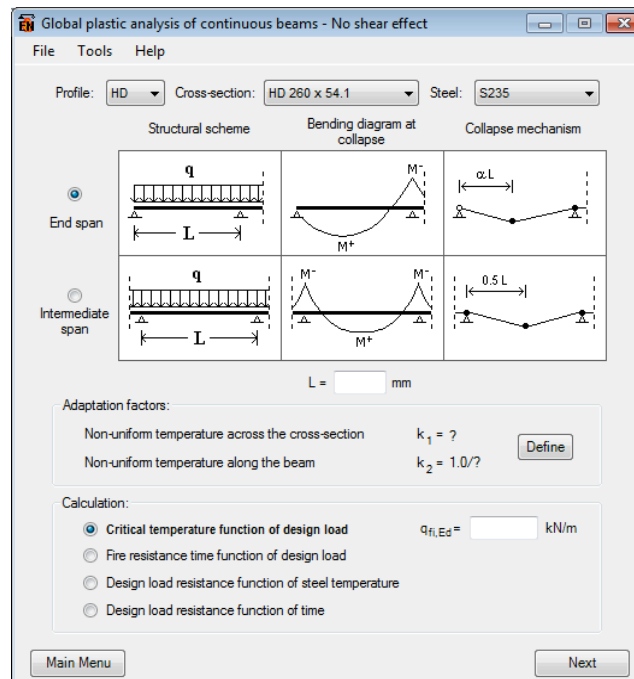 EN Global plastic analysis of continuous beams - No shear effect
File Tools Help
Profile: HD Cross-section: HD 260 x 54.1 Steel: S235
Structural scheme Bending diagram at collapse Collapse mechanism
End span
q
L
M⁻
M⁺
αL
Intermediate span
q
L
M⁻ M⁻
M⁺
0.5 L
L = mm
Adaptation factors:
Non-uniform temperature across the cross-section k₁ = ?
Non-uniform temperature along the beam k₂ = 1.0/?
Define
Calculation:
Critical temperature function of design load q_fi,D= kN/m
Fire resistance time function of design load
Design load resistance function of steel temperature
Design load resistance function of time
Main Menu Next